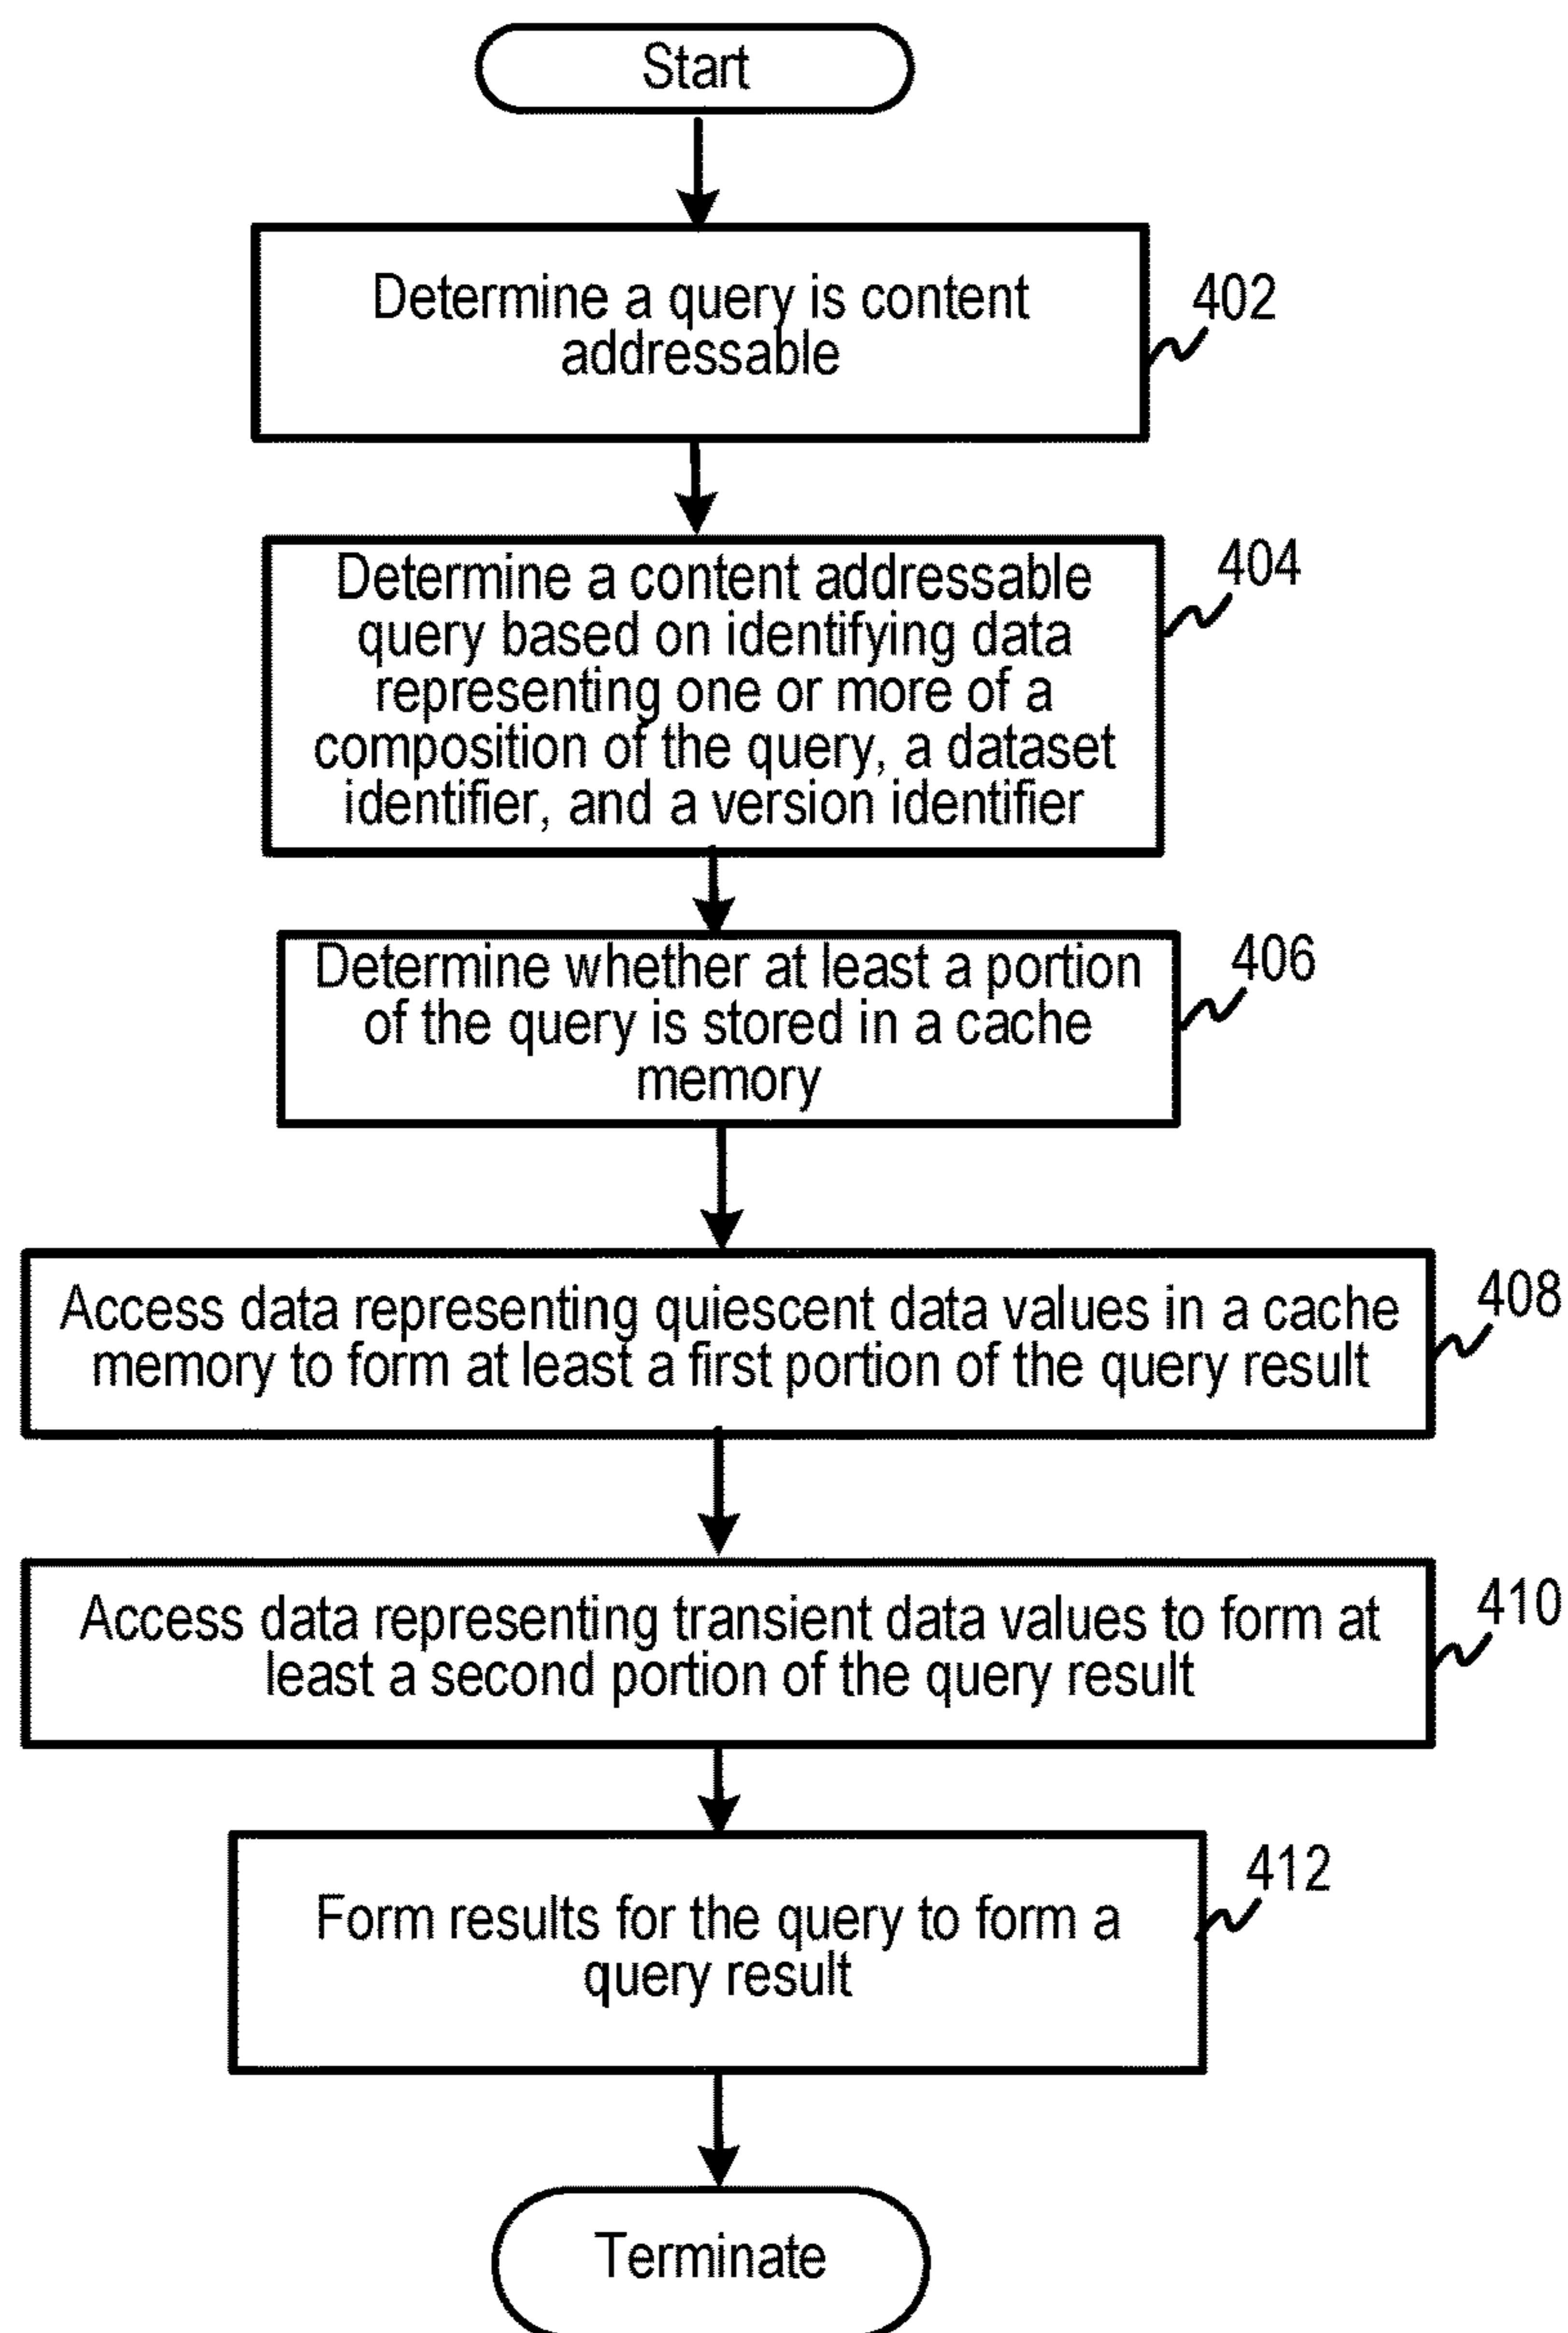 Start
Determine a query is content
addressable
402
Determine a content addressable
query based on identifying data
representing one or more of a
composition of the query, a dataset
identifier, and a version identifier
404
Determine whether at least a portion
of the query is stored in a cache
memory
406
Access data representing quiescent data values in a cache
memory to form at least a first portion of the query result
408
Access data representing transient data values to form at
least a second portion of the query result
410
Form results for the query to form a
query result
412
Terminate